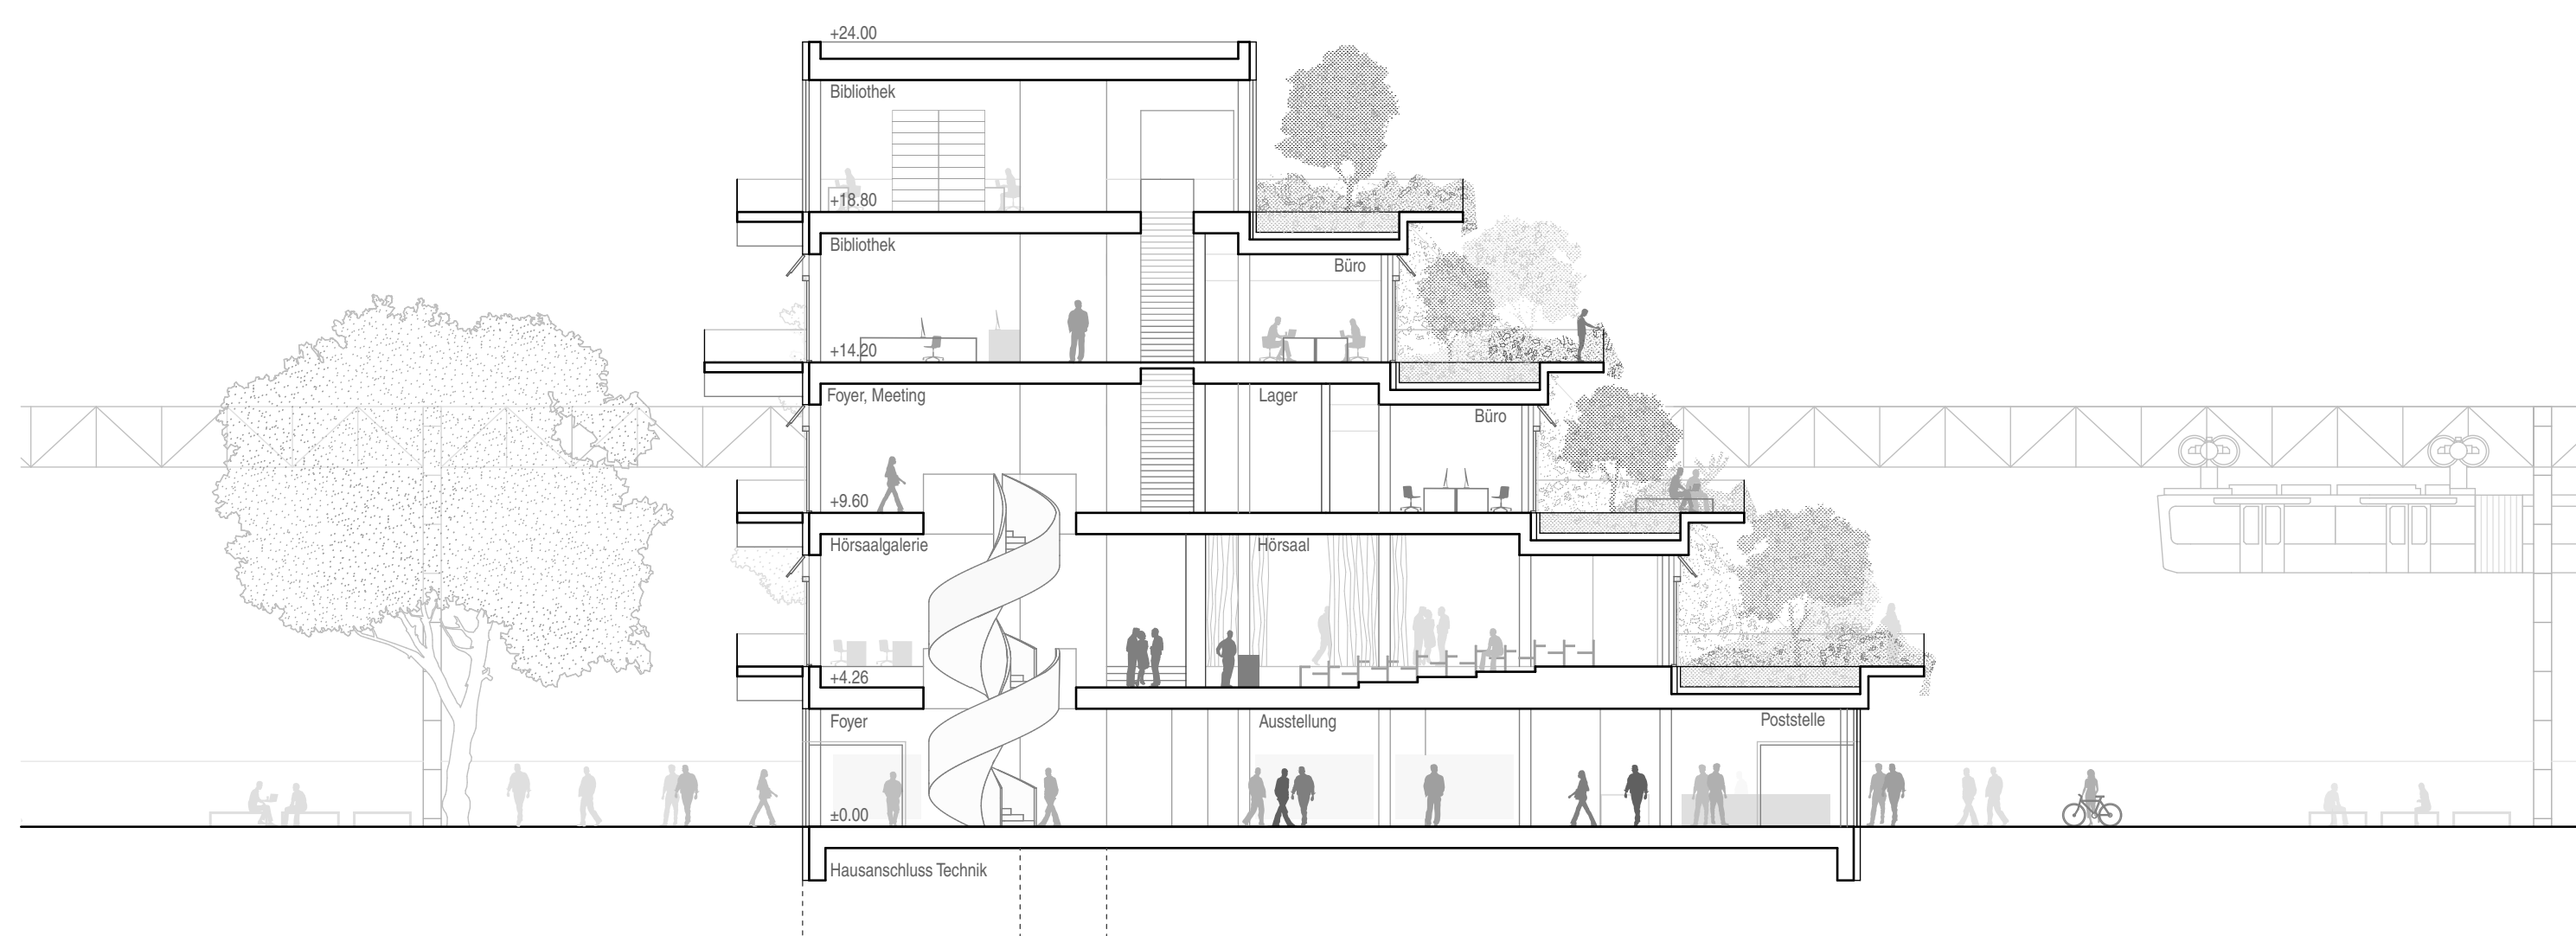 +24.00
Bibliothek
+18.80
Bibliothek
Büro
+14.20
Foyer, Meeting
Lager
Büro
+9.60
Hörsaalgalerie
Hörsaal
+4.26
Foyer
Ausstellung
Poststelle
±0.00
Hausanschluss Technik